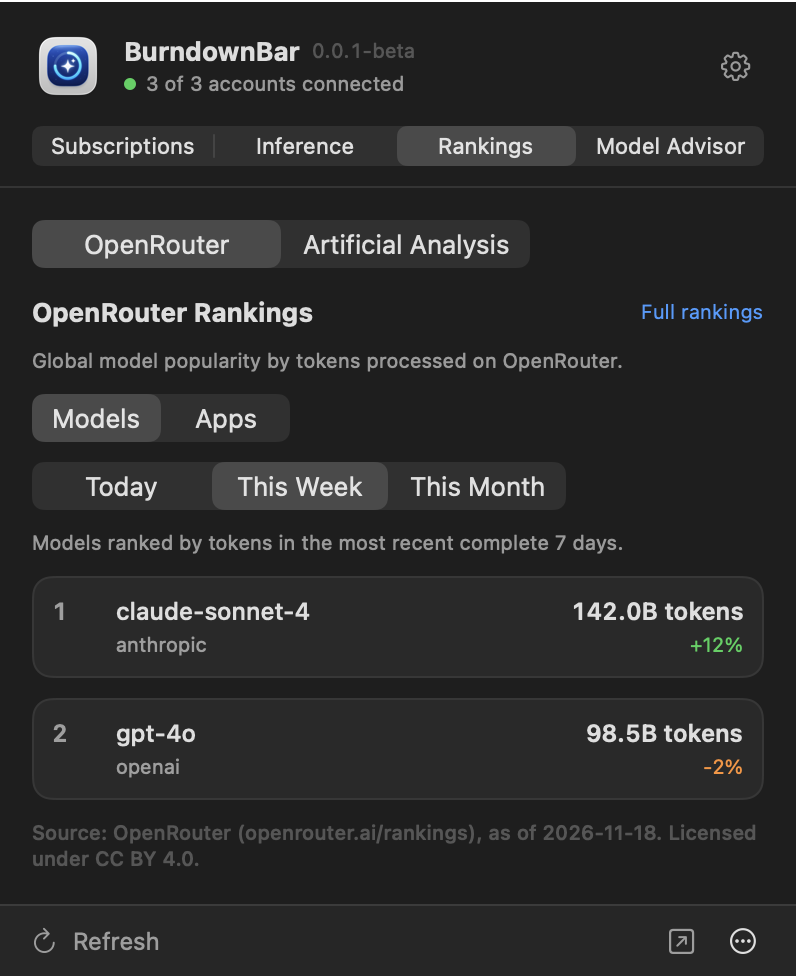 BurndownBar 0.0.1-beta
3 of 3 accounts connected
Subscriptions Inference Rankings Model Advisor
OpenRouter Artificial Analysis
OpenRouter Rankings Full rankings
Global model popularity by tokens processed on OpenRouter.
Models Apps
Today This Week This Month
Models ranked by tokens in the most recent complete 7 days.
1 claude-sonnet-4 142.0B tokens
anthropic +12%
2 gpt-4o 98.5B tokens
openai -2%
Source: OpenRouter (openrouter.ai/rankings), as of 2026-11-18. Licensed
under CC BY 4.0.
Refresh